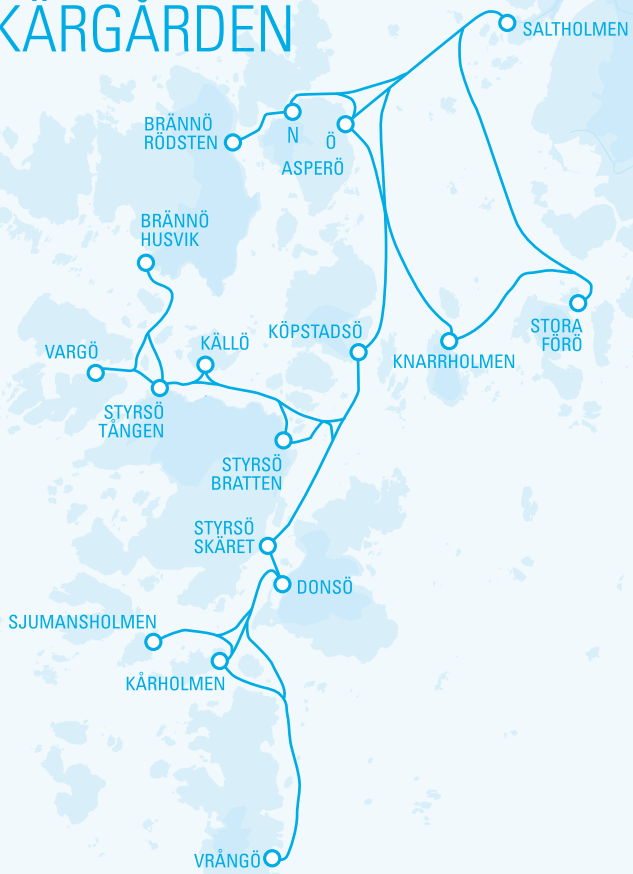 KÄRGÅRDEN
SALTHOLMEN
BRÄNNÖ
RÖDSTEN
N Ö
ASPERÖ
BRÄNNÖ
HUSVIK
KÖPSTADSÖ
STORA
FÖRÖ
KÄLLÖ
VARGÖ
KNARRHOLMEN
STYRSÖ
TÅNGEN
STYRSÖ
BRATTEN
STYRSÖ
SKÄRET
DONSÖ
SJUMANSHOLMEN
KÅRHOLMEN
VRÅNGÖ